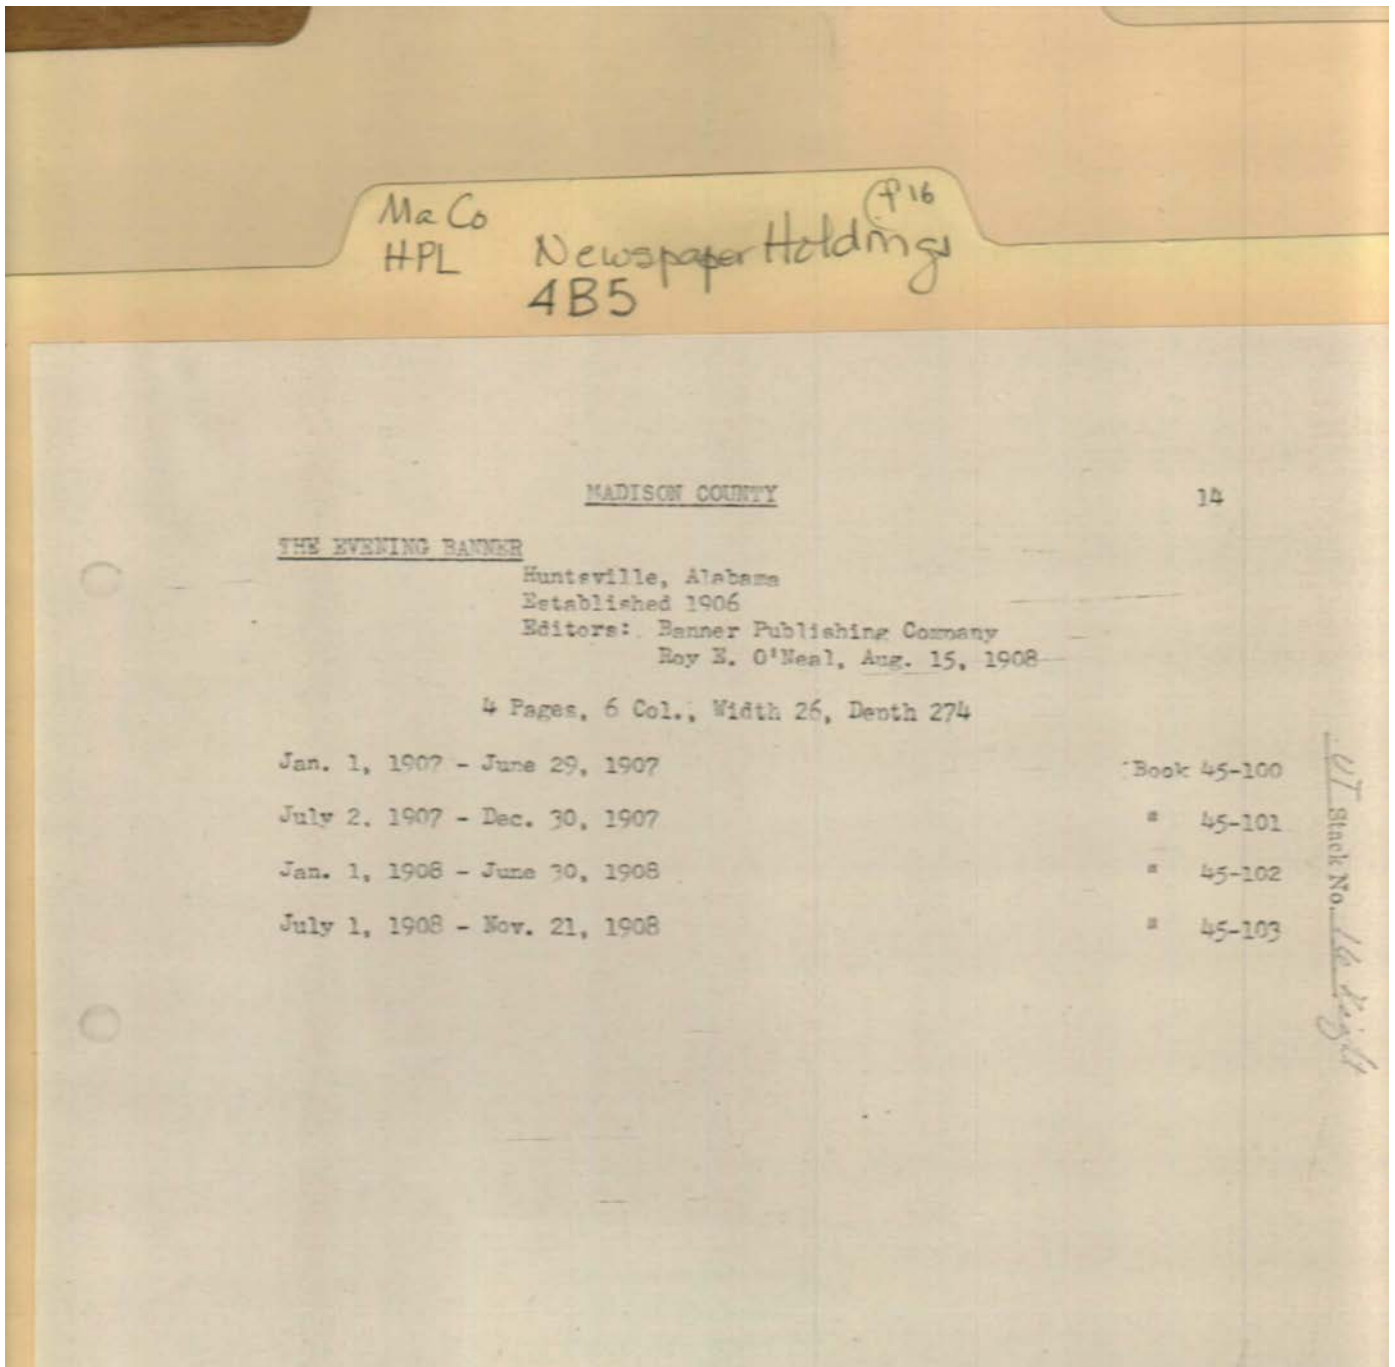 Ma Co
HPL
Newspaper Holdings
p 16
4B5
MADISON COUNTY 14
THE EVENING BANNER
Huntsville, Alabama
Established 1906
Editors: Banner Publishing Company
Roy E. O'Neal, Aug. 15, 1908
4 Pages, 6 Col., Width 26, Depth 274
Jan. 1, 1907 - June 29, 1907 Book 45-100
July 2. 1907 - Dec. 30, 1907 " 45-101
Jan. 1, 1908 - June 30, 1908 " 45-102
July 1, 1908 - Nov. 21, 1908 " 45-103
Stack No.